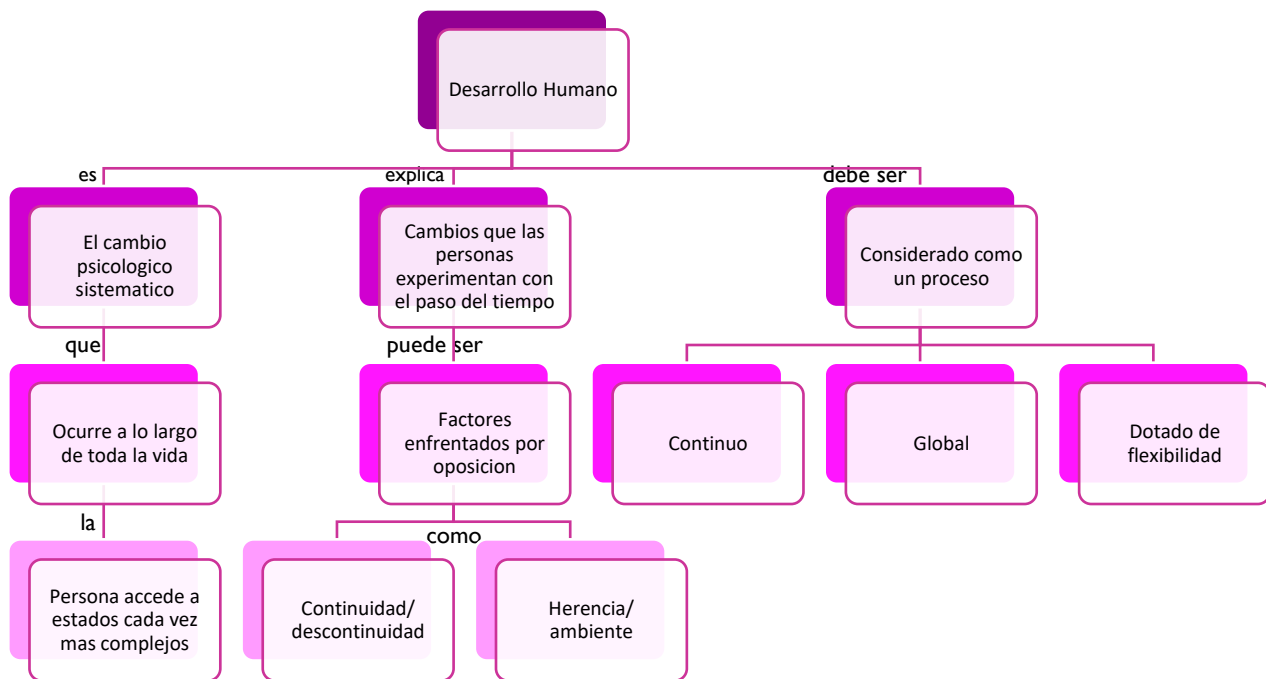 Desarrollo Humano
es
explica
debe ser
El cambio
psicologico
sistematico
Cambios que las
personas
experimentan con
el paso del tiempo
Considerado como
un proceso
que
puede ser
Ocurre a lo largo
de toda la vida
Factores
enfrentados por
oposicion
Continuo
Global
Dotado de
flexibilidad
la
como
Persona accede a
estados cada vez
mas complejos
Continuidad/
descontinuidad
Herencia/
ambiente